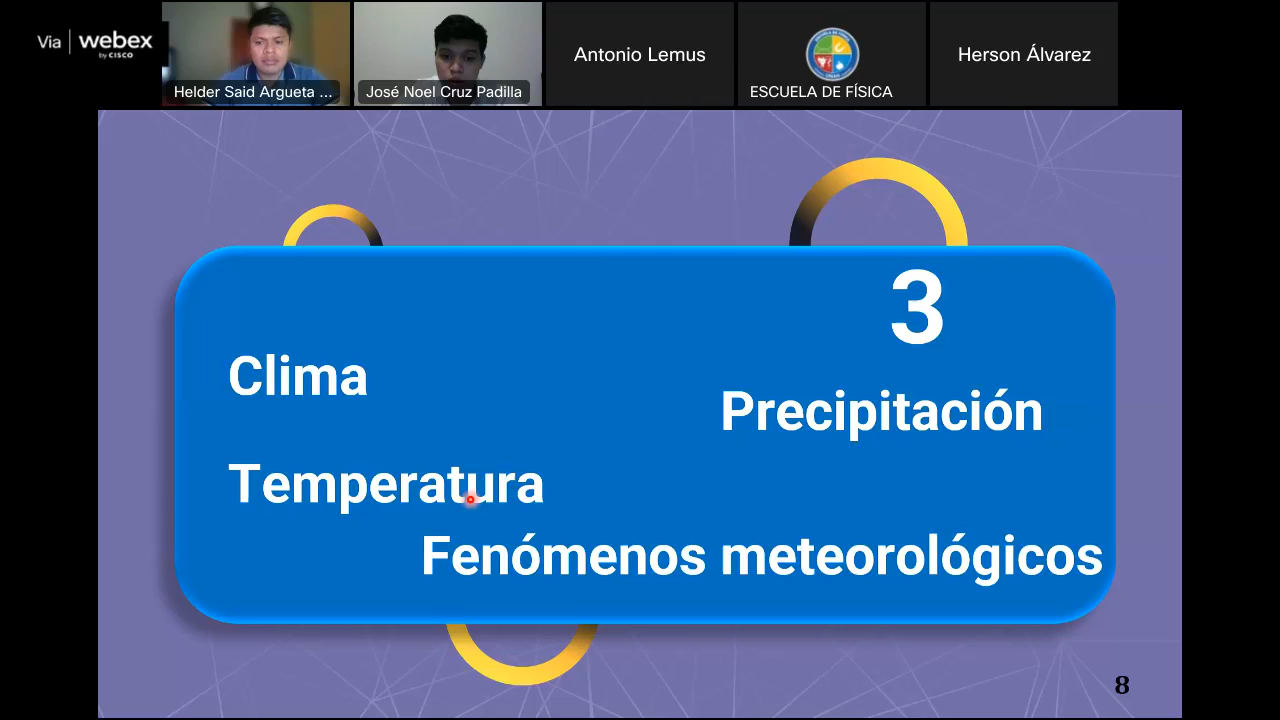 Via | webex
by CISCO
Helder Said Argueta ...
José Noel Cruz Padilla
Antonio Lemus
ESCUELA DE FÍSICA
Herson Álvarez
3
Clima
Precipitación
Temperatura
Fenómenos meteorológicos
8